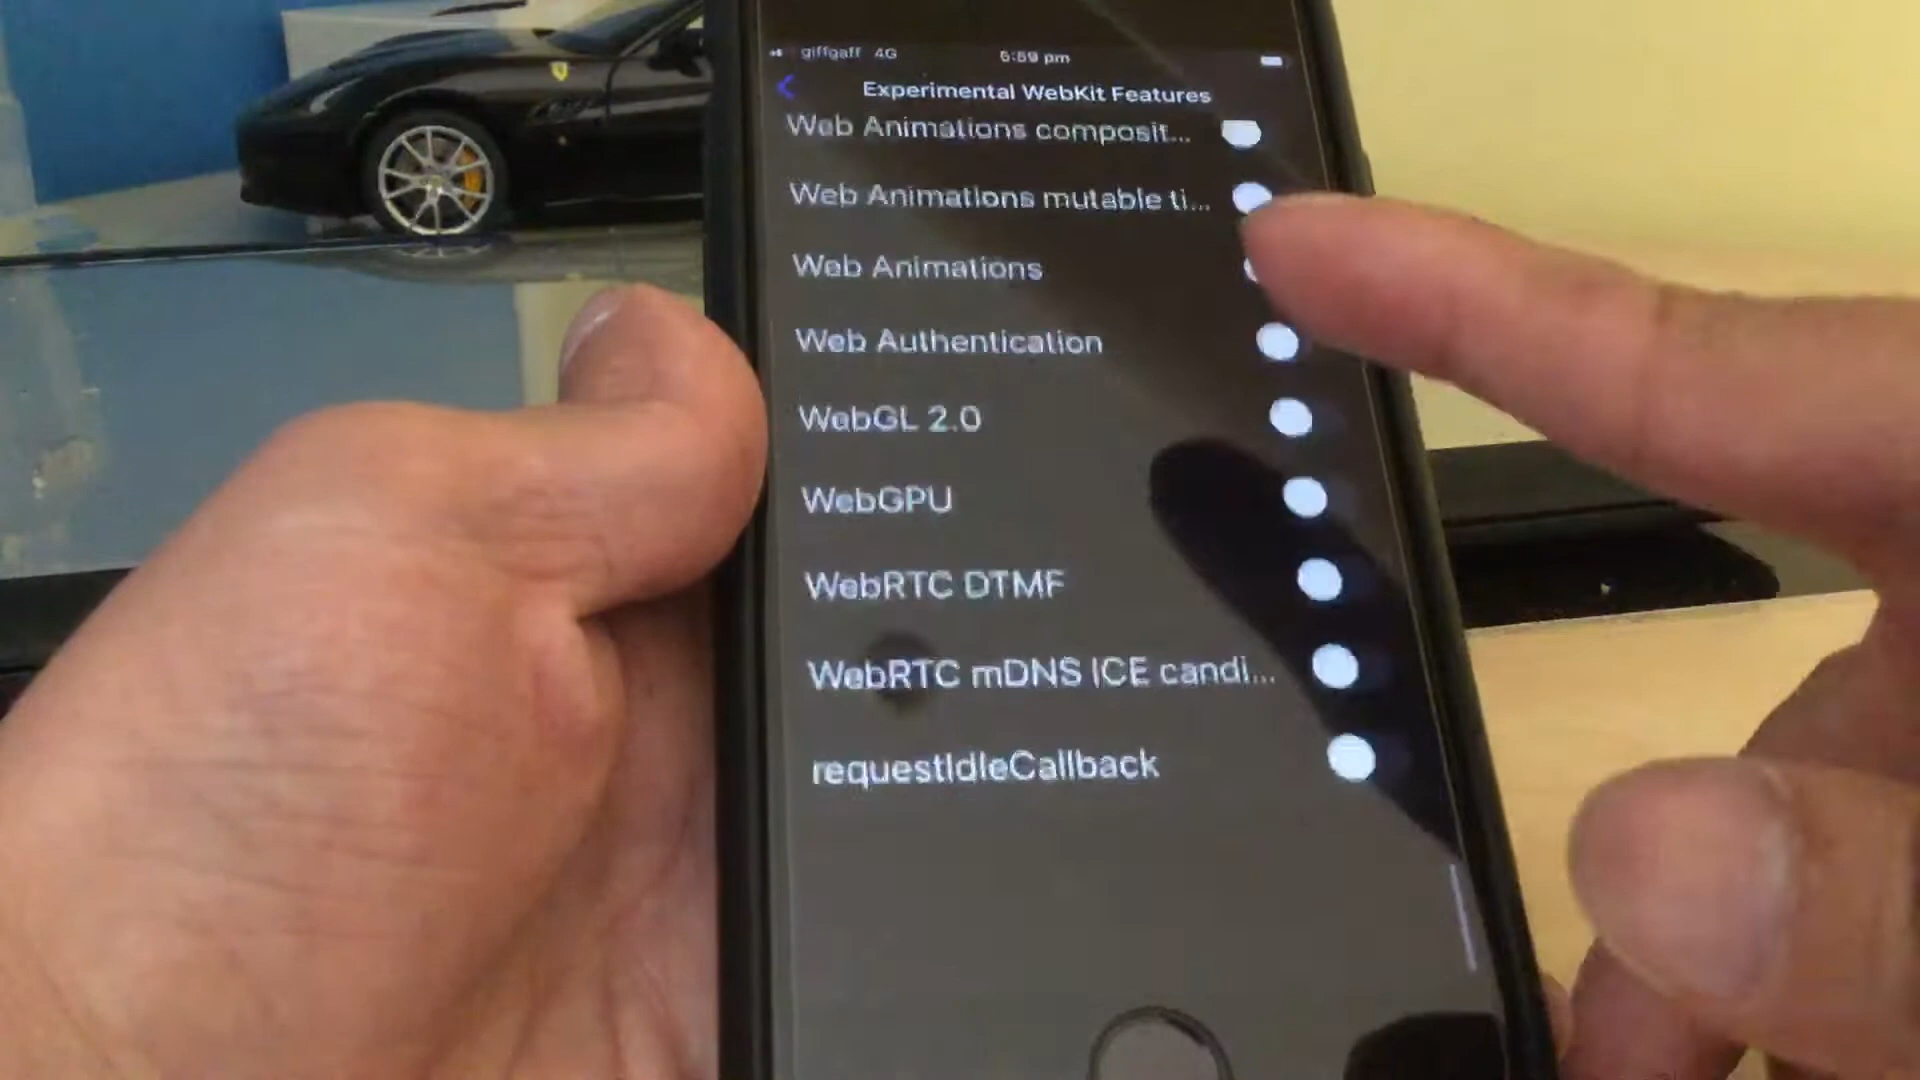 giffgaff 4G 5:59 pm
Experimental WebKit Features
Web Animations composit...
Web Animations mutable ti...
Web Animations
Web Authentication
WebGL 2.0
WebGPU
WebRTC DTMF
WebRTC mDNS ICE candi...
requestIdleCallback